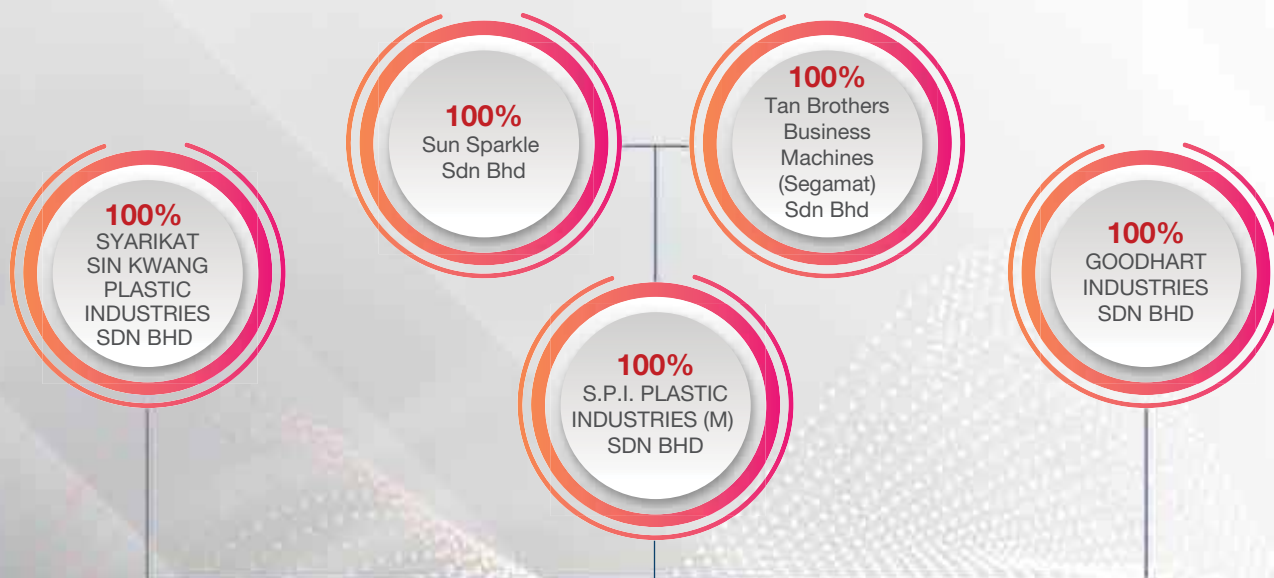 100%
Sun Sparkle
Sdn Bhd
100%
Tan Brothers
Business
Machines
(Segamat)
Sdn Bhd
100%
SYARIKAT
SIN KWANG
PLASTIC
INDUSTRIES
SDN BHD
100%
GOODHART
INDUSTRIES
SDN BHD
100%
S.P.I. PLASTIC
INDUSTRIES (M)
SDN BHD